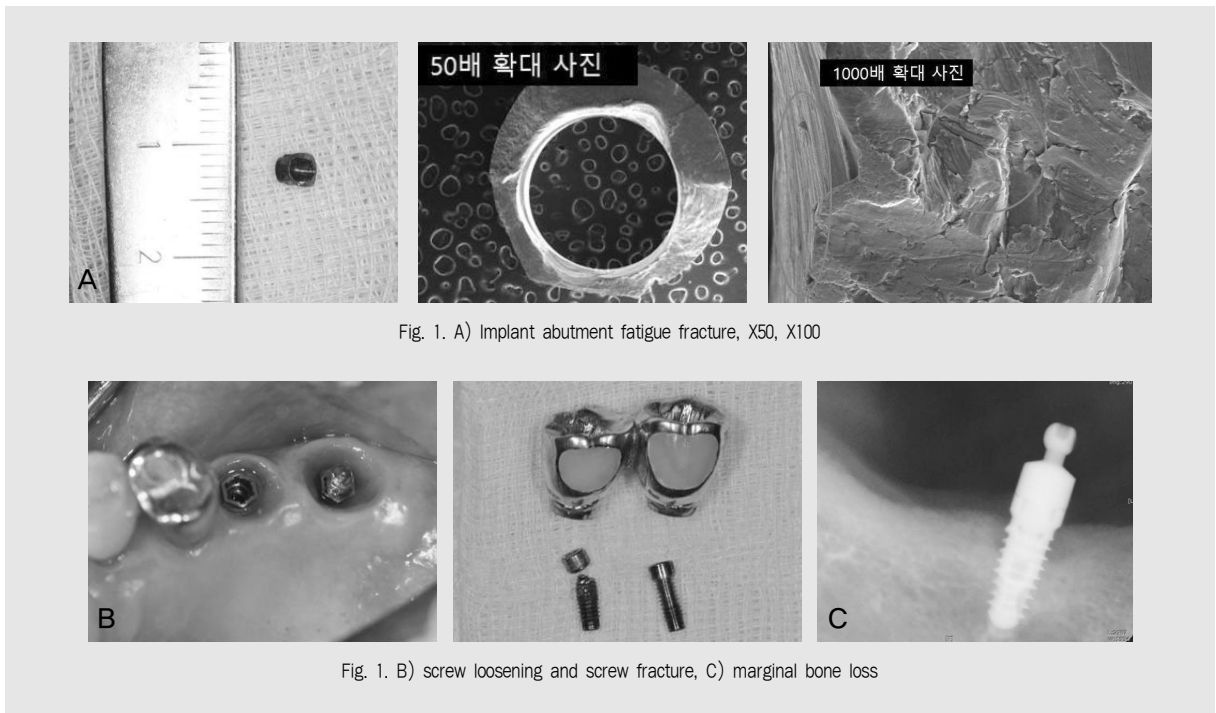 50배 확대 사진
1000배 확대 사진
1
2
A
Fig. 1. A) Implant abutment fatigue fracture, X50, X100
B
C
Fig. 1. B) screw loosening and screw fracture, C) marginal bone loss